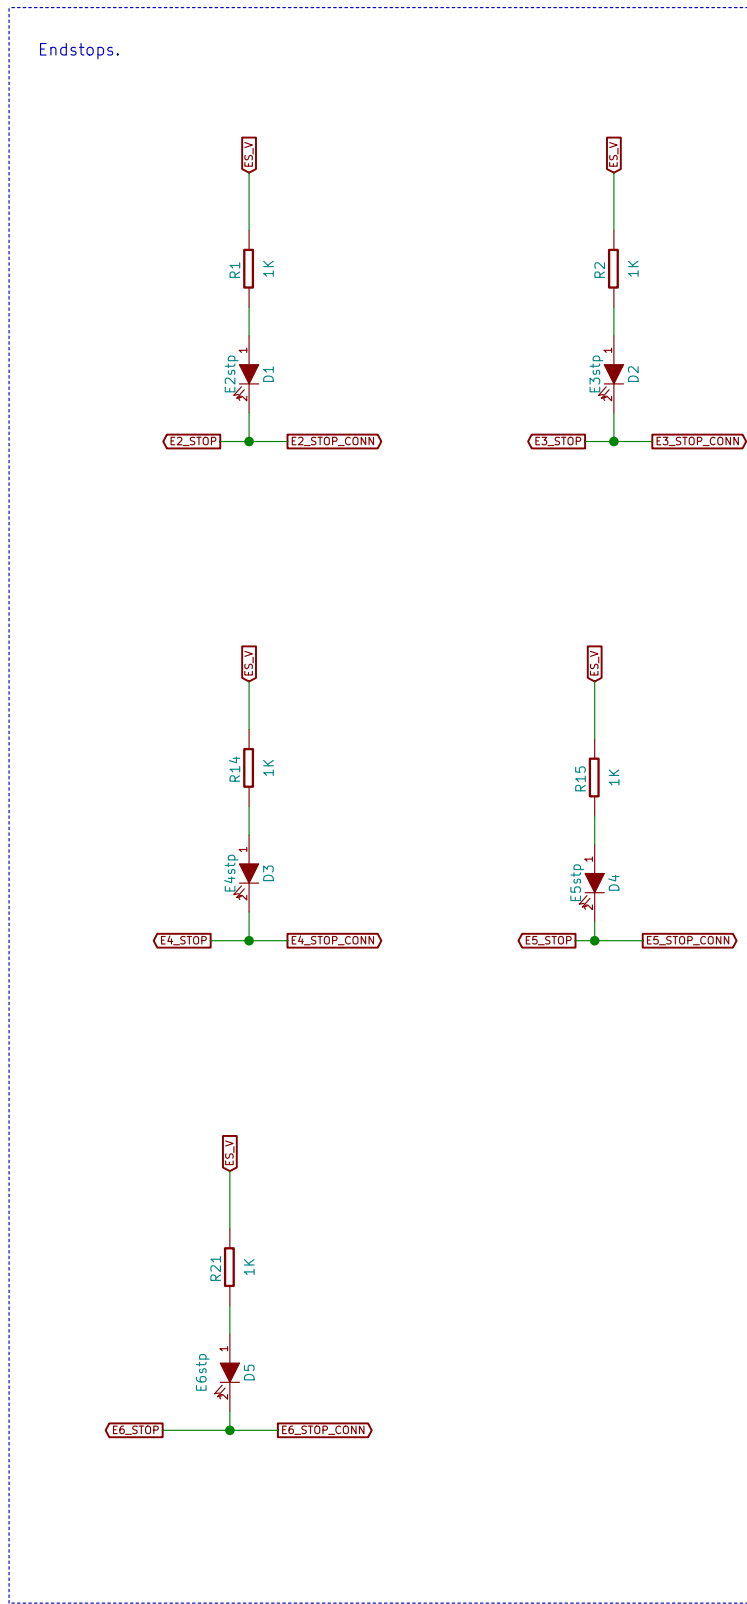 Endstops.
ES_V
R1
1K
1
E2stp
D1
2
E2_STOP
E2_STOP_CONN
ES_V
R2
1K
1
E3stp
D2
2
E3_STOP
E3_STOP_CONN
ES_V
R14
1K
1
E4stp
D3
2
E4_STOP
E4_STOP_CONN
ES_V
R15
1K
1
E5stp
D4
2
E5_STOP
E5_STOP_CONN
ES_V
R21
1K
1
E6stp
D5
2
E6_STOP
E6_STOP_CONN